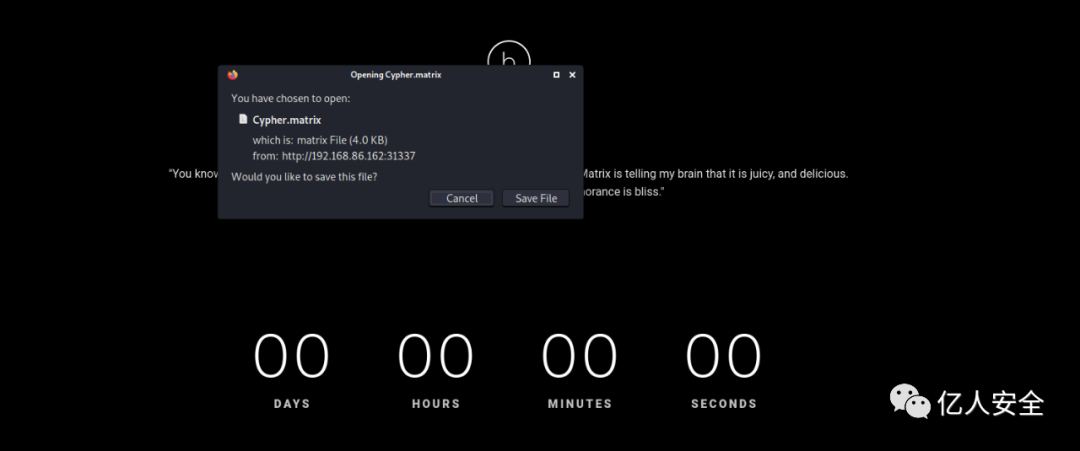 h
Opening Cypher.matrix
You have chosen to open:
Cypher.matrix
which is: matrix File (4.0 KB)
from: http://192.168.86.162:31337
"You know
Would you like to save this file?
Matrix is telling my brain that it is juicy, and delicious.
Cancel
Save File
norance is bliss."
00 00 00 00
DAYS HOURS MINUTES SECONDS
亿人安全